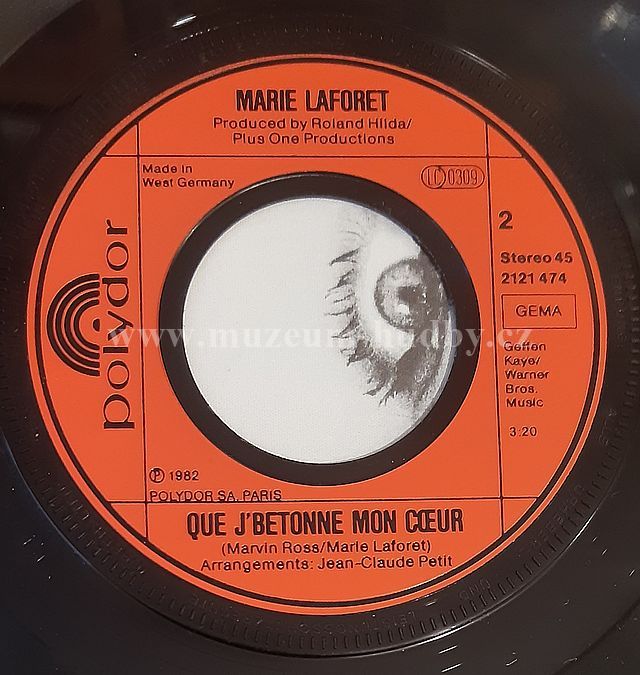 MARIE LAFORET
Produced by Roland Hilda/
Plus One Productions
Made in
West Germany
LC 0309
2
Stereo 45
2121 474
GEMA
polydor
www.muzeum-hudby.cz
Geffen
Kaye/
Warner
Bros.
Music
3:20
℗ 1982
POLYDOR SA, PARIS
QUE J'BETONNE MON CŒUR
(Marvin Ross/Marie Laforet)
Arrangements: Jean-Claude Petit